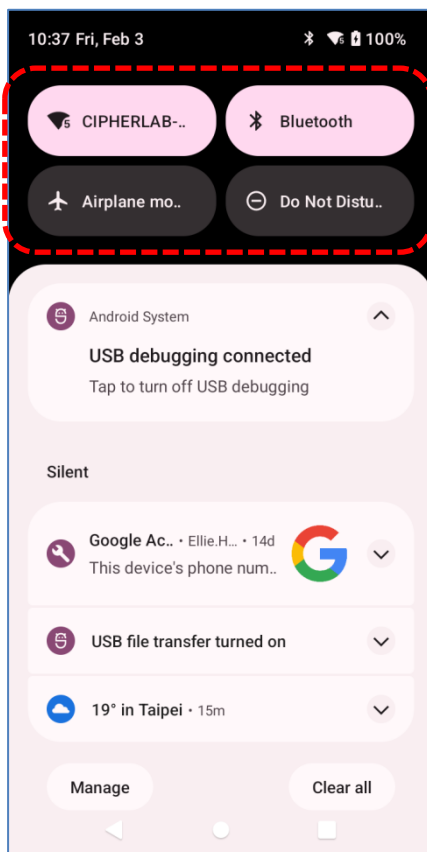 10:37 Fri, Feb 3 5 100%
5 CIPHERLAB-.. Bluetooth
Airplane mo.. Do Not Distu..
Android System
USB debugging connected
Tap to turn off USB debugging
Silent
Google Ac.. • Ellie.H... • 14d
This device's phone num..
USB file transfer turned on
19° in Taipei • 15m
Manage Clear all